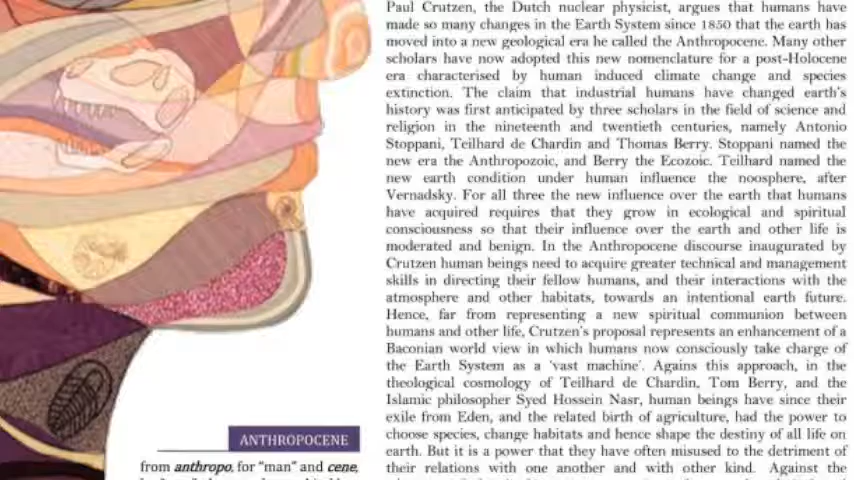 Paul Crutzen, the Dutch nuclear physicist, argues that humans have
made so many changes in the Earth System since 1850 that the earth has
moved into a new geological era he called the Anthropocene. Many other
scholars have now adopted this new nomenclature for a post-Holocene
era characterised by human induced climate change and species
extinction. The claim that industrial humans have changed earth's
history was first anticipated by three scholars in the field of science and
religion in the nineteenth and twentieth centuries, namely Antonio
Stoppani, Teilhard de Chardin and Thomas Berry. Stoppani named the
new era the Anthropozoic, and Berry the Ecozoic. Teilhard named the
new earth condition under human influence the noosphere, after
Vernadsky. For all three the new influence over the earth that humans
have acquired requires that they grow in ecological and spiritual
consciousness so that their influence over the earth and other life is
moderated and benign. In the Anthropocene discourse inaugurated by
Crutzen human beings need to acquire greater technical and management
skills in directing their fellow humans, and their interactions with the
atmosphere and other habitats, towards an intentional earth future.
Hence, far from representing a new spiritual communion between
humans and other life, Crutzen's proposal represents an enhancement of a
Baconian world view in which humans now consciously take charge of
the Earth System as a 'vast machine'. Agains this approach, in the
theological cosmology of Teilhard de Chardin, Tom Berry, and the
Islamic philosopher Syed Hossein Nasr, human beings have since their
exile from Eden, and the related birth of agriculture, had the power to
choose species, change habitats and hence shape the destiny of all life on
earth. But it is a power that they have often misused to the detriment of
their relations with one another and with other kind. Against the
ANTHROPOCENE
from anthropo, for "man" and cene,